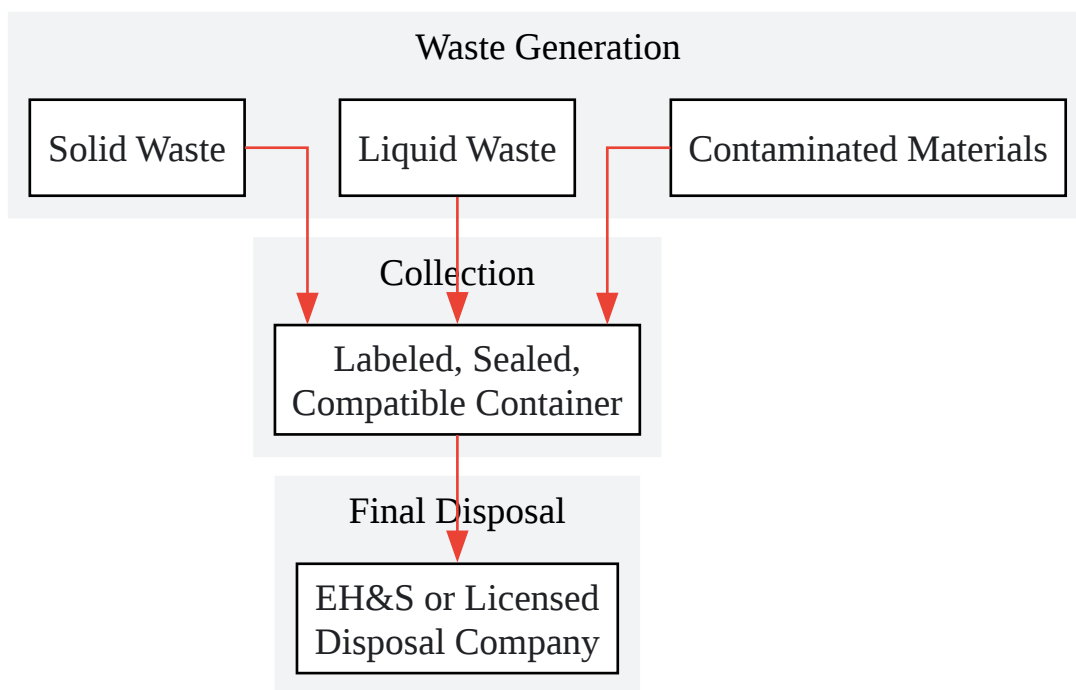 Waste Generation
Solid Waste
Liquid Waste
Contaminated Materials
Collection
Labeled, Sealed,
Compatible Container
Final Disposal
EH&S or Licensed
Disposal Company